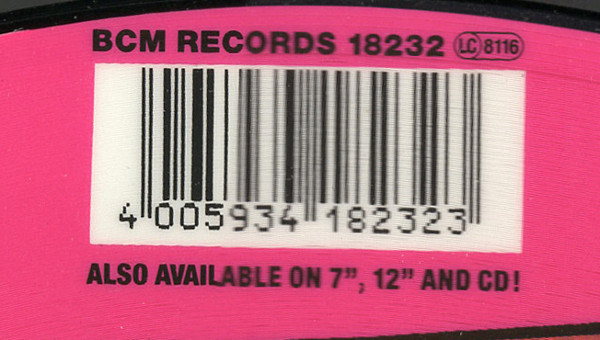 BCM RECORDS 18232 LC 8116
4 005934 182323
ALSO AVAILABLE ON 7”, 12” AND CD!